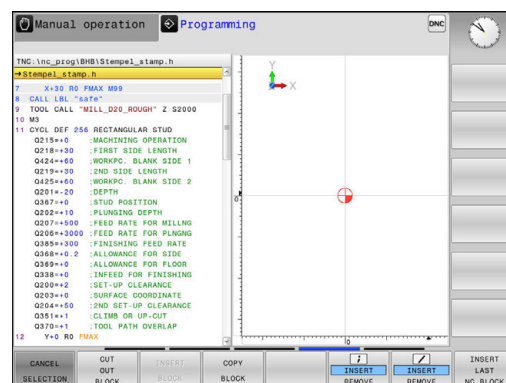 Manual operation
Programming
DNC
TNC:\nc_prog\BHB\Stempel_stamp.h
→Stempel_stamp.h
7 X+30 R0 FMAX M99
8 CALL LBL "safe"
9 TOOL CALL "MILL_D20_ROUGH" Z S2000
10 M3
11 CYCL DEF 256 RECTANGULAR STUD
Q215=+0 ;MACHINING OPERATION
Q218=+30 ;FIRST SIDE LENGTH
Q424=+60 ;WORKPC. BLANK SIDE 1
Q219=+30 ;2ND SIDE LENGTH
Q425=+60 ;WORKPC. BLANK SIDE 2
Q201=-20 ;DEPTH
Q367=+0 ;STUD POSITION
Q202=+10 ;PLUNGING DEPTH
Q207=+500 ;FEED RATE FOR MILLNG
Q206=+3000 ;FEED RATE FOR PLNGNG
Q385=+300 ;FINISHING FEED RATE
Q368=+0.2 ;ALLOWANCE FOR SIDE
Q369=+0 ;ALLOWANCE FOR FLOOR
Q338=+0 ;INFEED FOR FINISHING
Q200=+2 ;SET-UP CLEARANCE
Q203=+0 ;SURFACE COORDINATE
Q204=+50 ;2ND SET-UP CLEARANCE
Q351=+1 ;CLIMB OR UP-CUT
Q370=+1 ;TOOL PATH OVERLAP
12 Y+0 R0 FMAX
Y
X
0
0
CANCEL
SELECTION
CUT
OUT
BLOCK
INSERT
BLOCK
COPY
BLOCK
INSERT
REMOVE
INSERT
REMOVE
INSERT
LAST
NC BLOCK